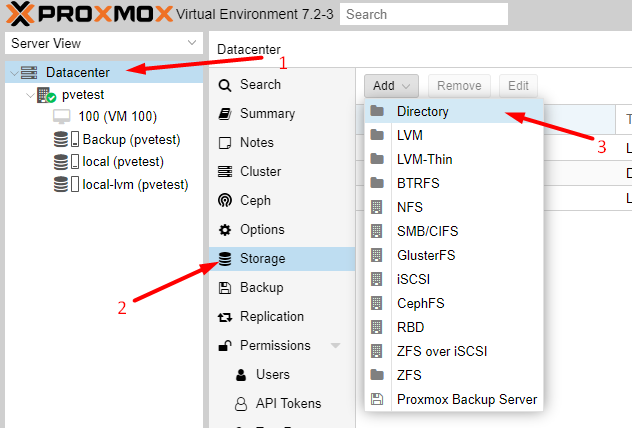 PROXMOX Virtual Environment 7.2-3 Search
Server View
Datacenter
pvetest
100 (VM 100)
Backup (pvetest)
local (pvetest)
local-lvm (pvetest)
1
2
Datacenter
Search
Summary
Notes
Cluster
Ceph
Options
Storage
Backup
Replication
Permissions
Users
API Tokens
Add
Remove
Edit
Directory
LVM
LVM-Thin
BTRFS
NFS
SMB/CIFS
GlusterFS
iSCSI
CephFS
RBD
ZFS over iSCSI
ZFS
Proxmox Backup Server
3